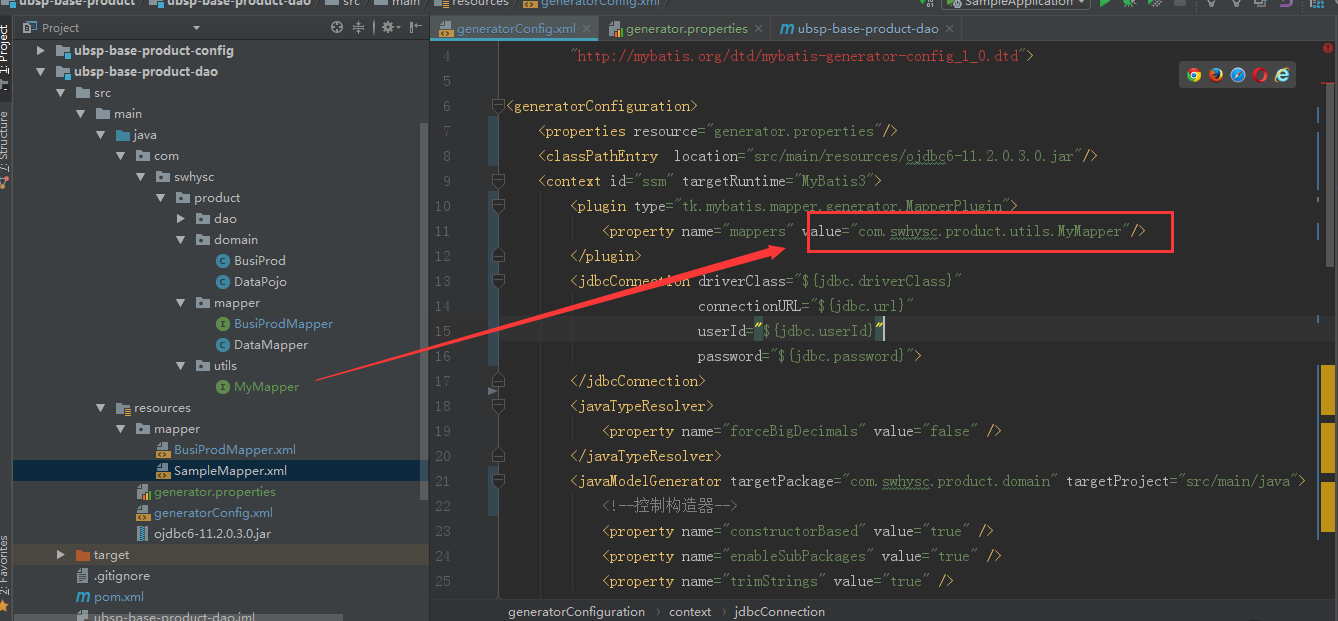 ubsp-base-product
ubsp-base-product-dao
src
main
resources
generatorConfig.xml
SampleApplication
1: Project
7: Structure
2: Favorites
Project
ubsp-base-product-config
ubsp-base-product-dao
src
main
java
com
swhysc
product
dao
domain
BusiProd
DataPojo
mapper
BusiProdMapper
DataMapper
utils
MyMapper
resources
mapper
BusiProdMapper.xml
SampleMapper.xml
generator.properties
generatorConfig.xml
ojdbc6-11.2.0.3.0.jar
target
.gitignore
pom.xml
ubsp-base-product-dao.iml
generatorConfig.xml
generator.properties
ubsp-base-product-dao
4 "http://mybatis.org/dtd/mybatis-generator-config_1_0.dtd">
5
6 <generatorConfiguration>
7 <properties resource="generator.properties"/>
8 <classPathEntry location="src/main/resources/ojdbc6-11.2.0.3.0.jar"/>
9 <context id="ssm" targetRuntime="MyBatis3">
10 <plugin type="tk.mybatis.mapper.generator.MapperPlugin">
11 <property name="mappers" value="com.swhysc.product.utils.MyMapper"/>
12 </plugin>
13 <jdbcConnection driverClass="${jdbc.driverClass}"
14 connectionURL="${jdbc.url}"
15 userId="${jdbc.userId}"
16 password="${jdbc.password}">
17 </jdbcConnection>
18 <javaTypeResolver>
19 <property name="forceBigDecimals" value="false" />
20 </javaTypeResolver>
21 <javaModelGenerator targetPackage="com.swhysc.product.domain" targetProject="src/main/java">
22 <!--控制构造器-->
23 <property name="constructorBased" value="true" />
24 <property name="enableSubPackages" value="true" />
25 <property name="trimStrings" value="true" />
generatorConfiguration
context
jdbcConnection